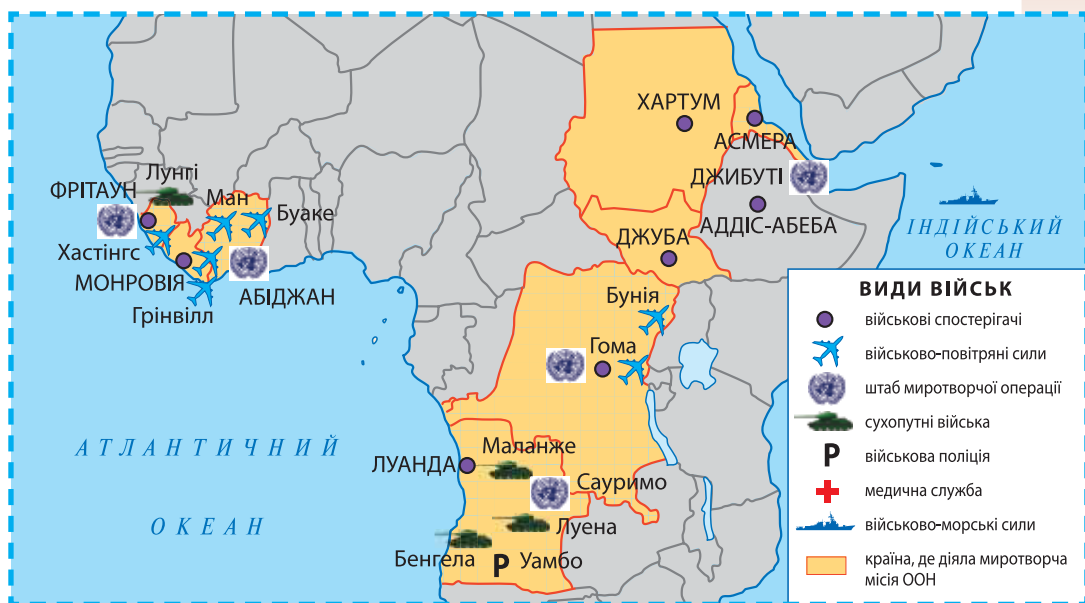 ХАРТУМ
АСМЕРА
ДЖИБУТІ
АДДІС-АБЕБА
ДЖУБА
Лунгі
ФРІТАУН
Ман
Буаке
Хастінгс
МОНРОВІЯ
АБІДЖАН
Грінвілл
Бунія
Гома
ІНДІЙСЬКИЙ
ОКЕАН
АТЛАНТИЧНИЙ
ОКЕАН
Маланже
ЛУАНДА
Сауримо
Луена
Бенгела
Р
Уамбо
ВИДИ ВІЙСЬК
військові спостерігачі
військово-повітряні сили
штаб миротворчої операції
сухопутні війська
Р військова поліція
медична служба
військово-морські сили
країна, де діяла миротворча
місія ООН